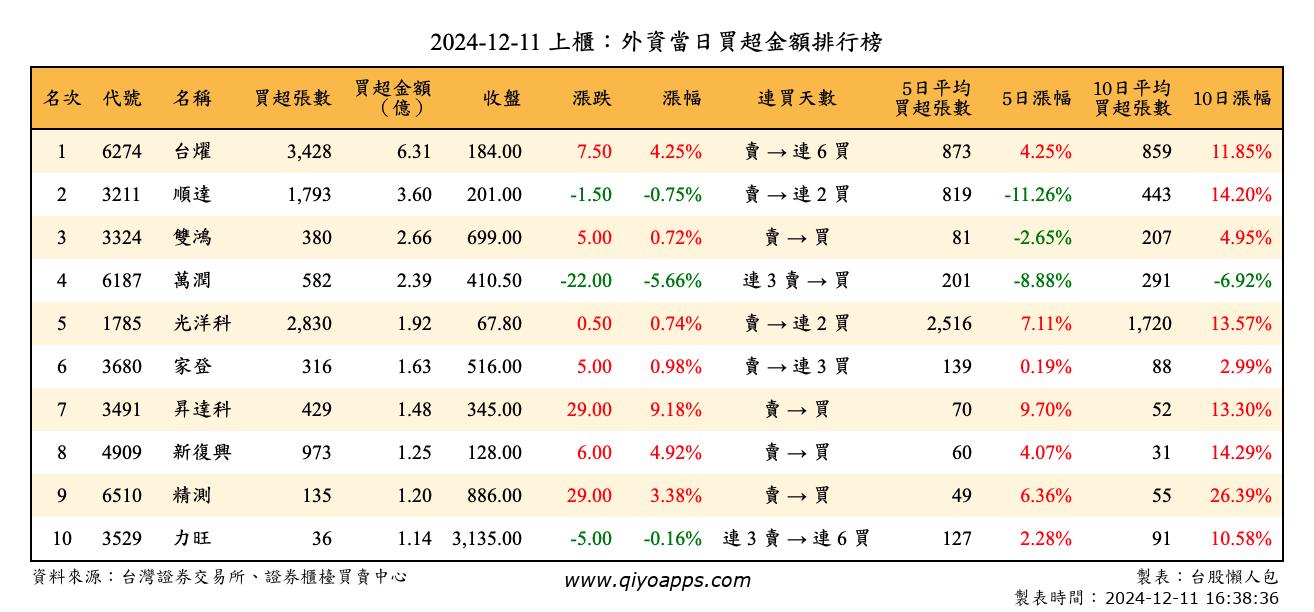 2024-12-11 上櫃：外資當日買超金額排行榜
名次 代號 名稱 買超張數 買超金額（億） 收盤 漲跌 漲幅 連買天數 5日平均買超張數 5日漲幅 10日平均買超張數 10日漲幅
1 6274 台燿 3,428 6.31 184.00 7.50 4.25% 賣 → 連 6 買 873 4.25% 859 11.85%
2 3211 順達 1,793 3.60 201.00 -1.50 -0.75% 賣 → 連 2 買 819 -11.26% 443 14.20%
3 3324 雙鴻 380 2.66 699.00 5.00 0.72% 賣 → 買 81 -2.65% 207 4.95%
4 6187 萬潤 582 2.39 410.50 -22.00 -5.66% 連 3 賣 → 買 201 -8.88% 291 -6.92%
5 1785 光洋科 2,830 1.92 67.80 0.50 0.74% 賣 → 連 2 買 2,516 7.11% 1,720 13.57%
6 3680 家登 316 1.63 516.00 5.00 0.98% 賣 → 連 3 買 139 0.19% 88 2.99%
7 3491 昇達科 429 1.48 345.00 29.00 9.18% 賣 → 買 70 9.70% 52 13.30%
8 4909 新復興 973 1.25 128.00 6.00 4.92% 賣 → 買 60 4.07% 31 14.29%
9 6510 精測 135 1.20 886.00 29.00 3.38% 賣 → 買 49 6.36% 55 26.39%
10 3529 力旺 36 1.14 3,135.00 -5.00 -0.16% 連 3 賣 → 連 6 買 127 2.28% 91 10.58%
資料來源：台灣證券交易所、證券櫃檯買賣中心 www.qiyoapps.com 製表：台股懶人包
製表時間：2024-12-11 16:38:36